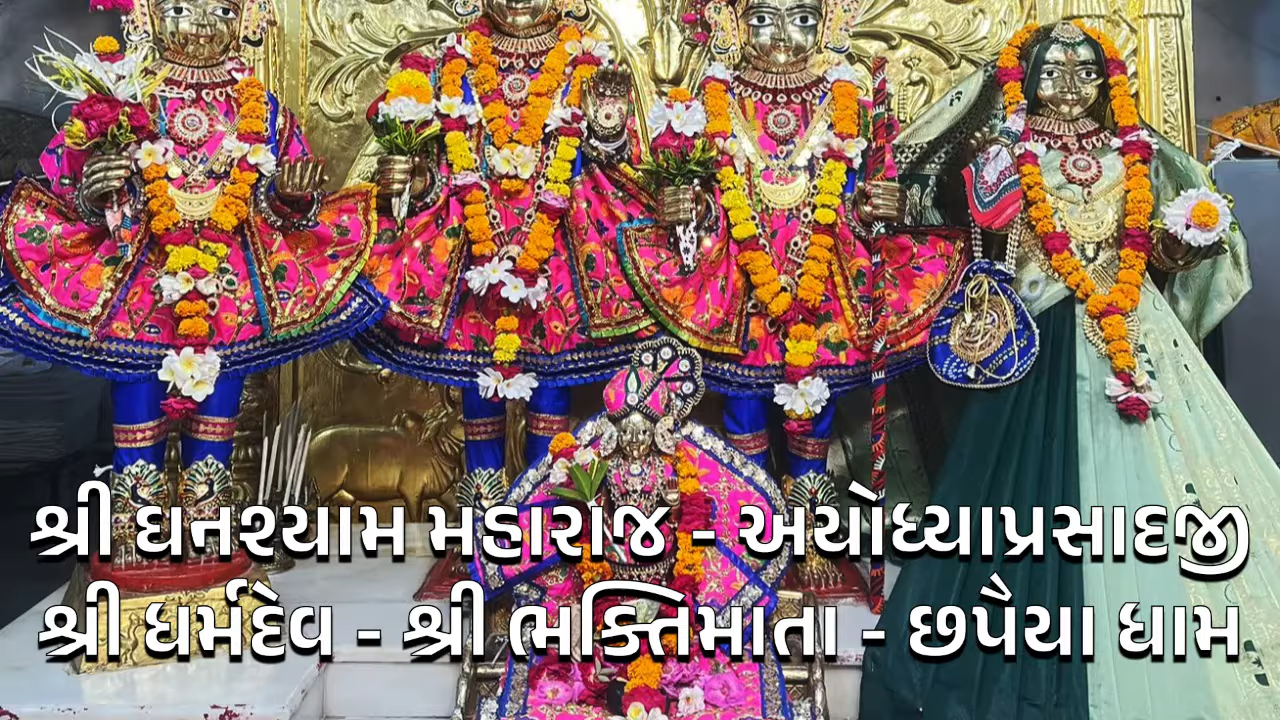 શ્રી ઘનશ્યામ મહારાજ - અયોધ્યાપ્રસાદજી
શ્રી ધર્મદેવ - શ્રી ભક્તિમાતા - છપૈયા ધામ